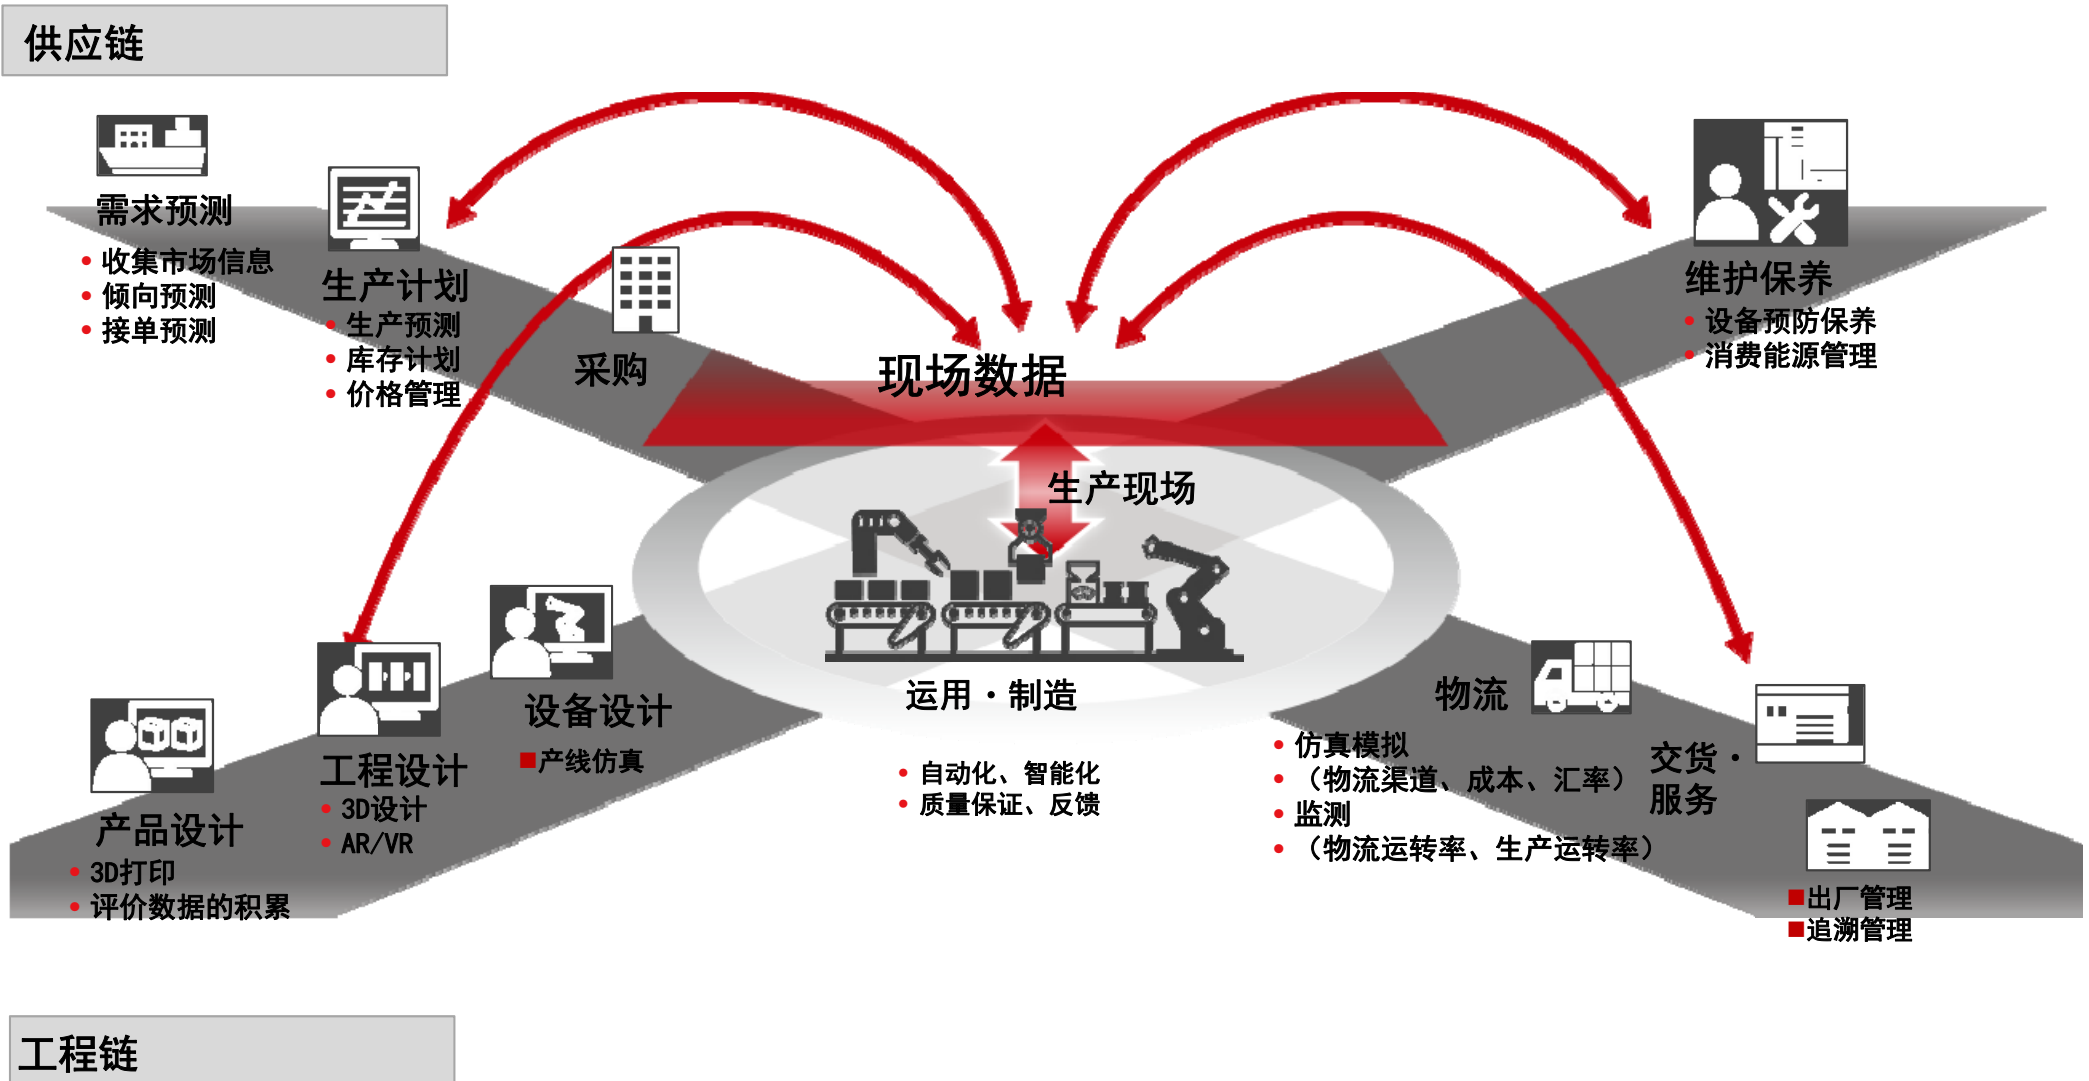 供应链
需求预测
• 收集市场信息
• 倾向预测
• 接单预测
生产计划
• 生产预测
• 库存计划
• 价格管理
采购
现场数据
维护保养
• 设备预防保养
• 消费能源管理
生产现场
运用・制造
• 自动化、智能化
• 质量保证、反馈
设备设计
■产线仿真
工程设计
• 3D设计
• AR/VR
产品设计
• 3D打印
• 评价数据的积累
物流
• 仿真模拟
• （物流渠道、成本、汇率）
• 监测
• （物流运转率、生产运转率）
交货・
服务
■出厂管理
■追溯管理
工程链